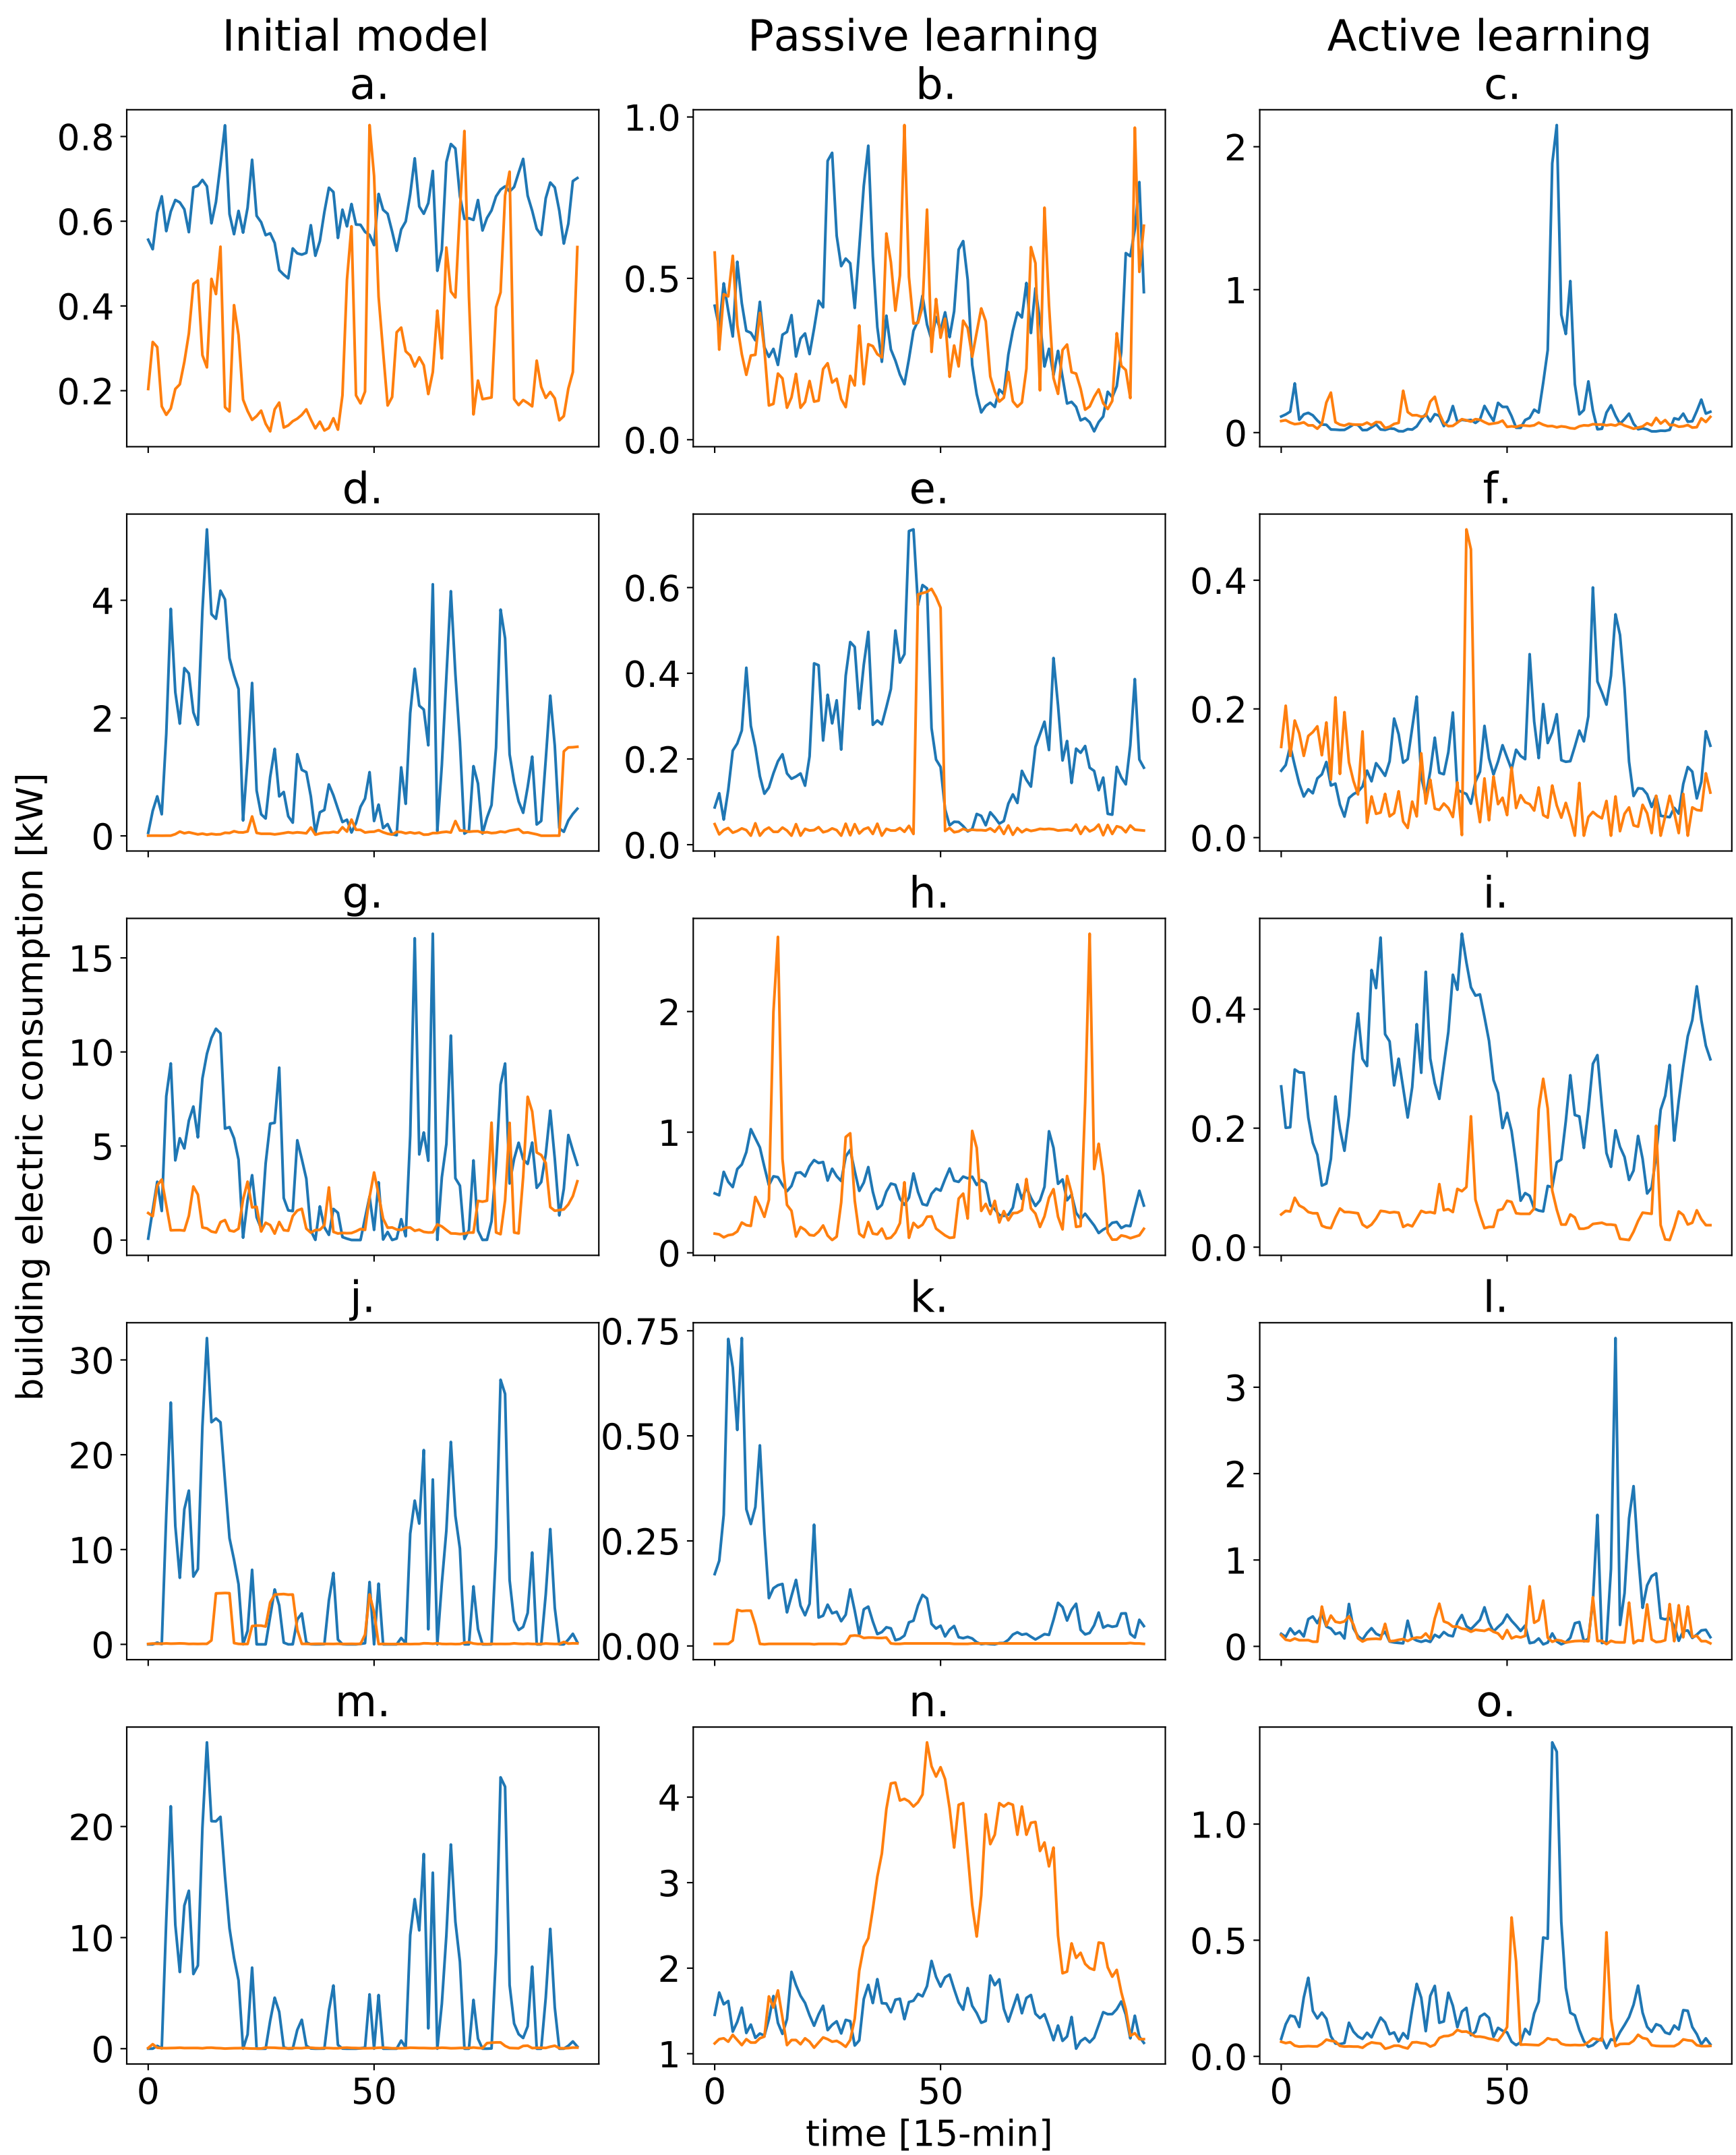 Initial model
Passive learning
Active learning
a.
b.
c.
0.8
0.6
0.4
0.2
1.0
0.5
0.0
2
1
0
d.
e.
f.
4
2
0
0.6
0.4
0.2
0.0
0.4
0.2
0.0
building electric consumption [kW]
g.
h.
i.
15
10
5
0
2
1
0
0.4
0.2
0.0
j.
k.
l.
30
20
10
0
0.75
0.50
0.25
0.00
3
2
1
0
m.
n.
o.
20
10
0
4
3
2
1
1.0
0.5
0.0
0
50
0
50
0
50
time [15-min]